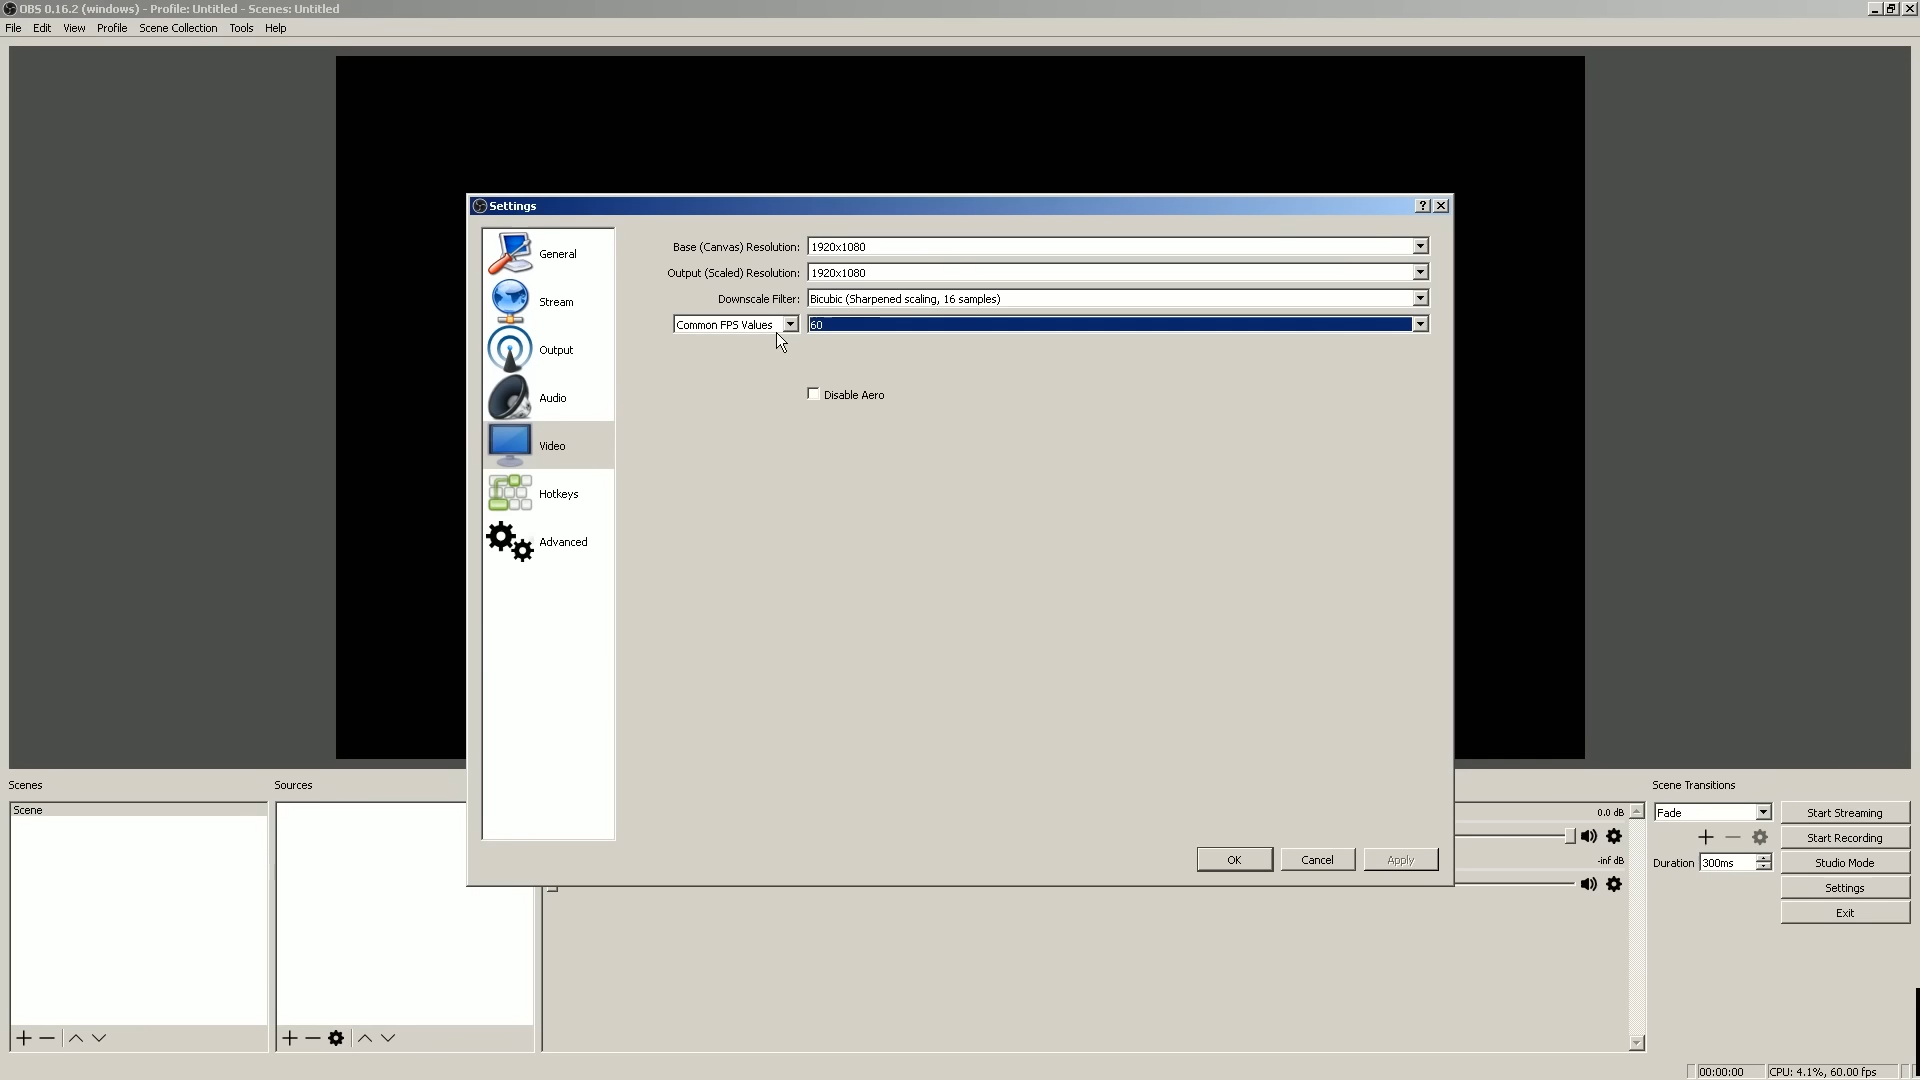 OBS 0.16.2 (windows) - Profile: Untitled - Scenes: Untitled
File Edit View Profile Scene Collection Tools Help
Settings
General
Stream
Output
Audio
Video
Hotkeys
Advanced
Base (Canvas) Resolution: 1920x1080
Output (Scaled) Resolution: 1920x1080
Downscale Filter: Bicubic (Sharpened scaling, 16 samples)
Common FPS Values 60
Disable Aero
OK Cancel Apply
Scenes
Scene
Sources
0.0 dB
-inf dB
Scene Transitions
Fade
Duration 300ms
Start Streaming
Start Recording
Studio Mode
Settings
Exit
00:00:00 CPU: 4.1%, 60.00 fps